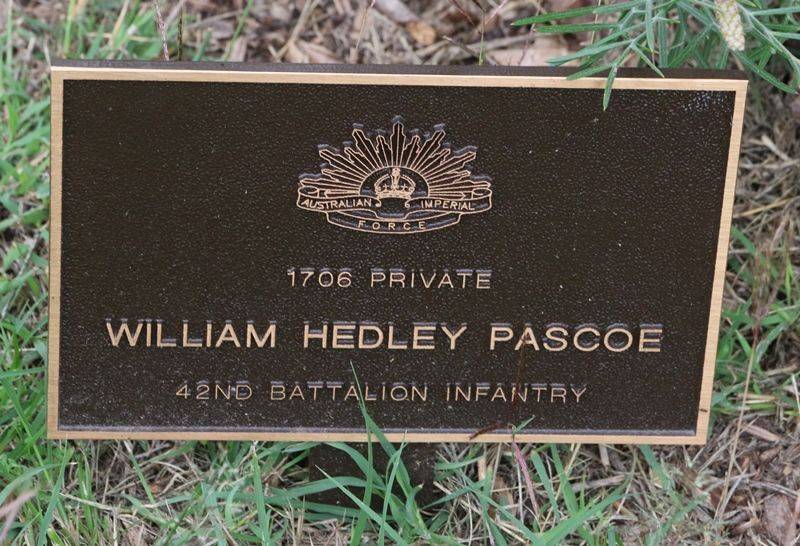 AUSTRALIAN IMPERIAL
FORCE
1706 PRIVATE
WILLIAM HEDLEY PASCOE
42ND BATTALION INFANTRY